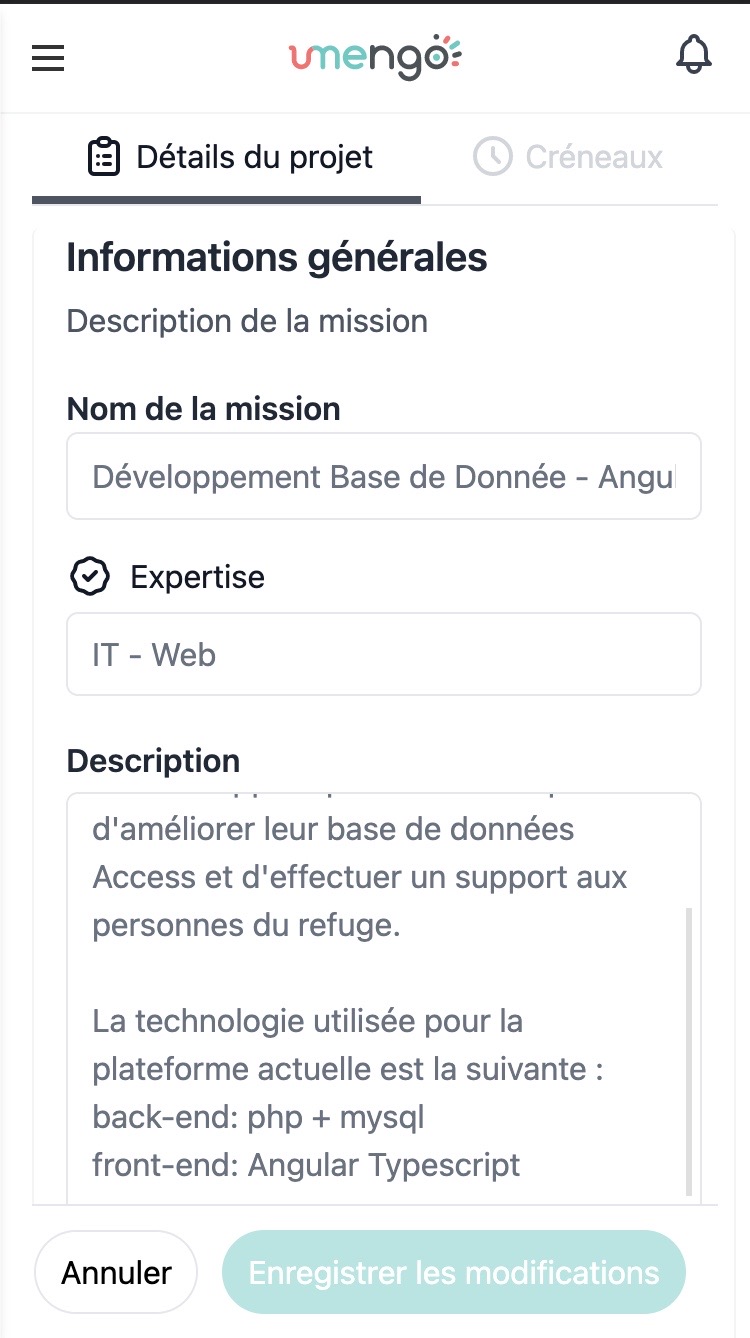 umengo
Détails du projet
Créneaux
Informations générales
Description de la mission
Nom de la mission
Développement Base de Donnée - Angu
Expertise
IT - Web
Description
d'améliorer leur base de données
Access et d'effectuer un support aux
personnes du refuge.
La technologie utilisée pour la
plateforme actuelle est la suivante :
back-end: php + mysql
front-end: Angular Typescript
Annuler
Enregistrer les modifications